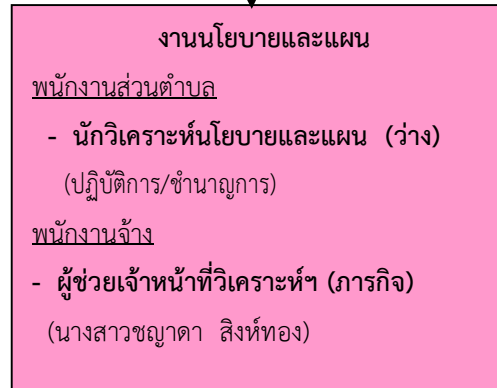 งานนโยบายและแผน
พนักงานส่วนตำบล
- นักวิเคราะห์นโยบายและแผน (ว่าง)
(ปฏิบัติการ/ชำนาญการ)
พนักงานจ้าง
- ผู้ช่วยเจ้าหน้าที่วิเคราะห์ฯ (ภารกิจ)
(นางสาวชญาดา สิงห์ทอง)